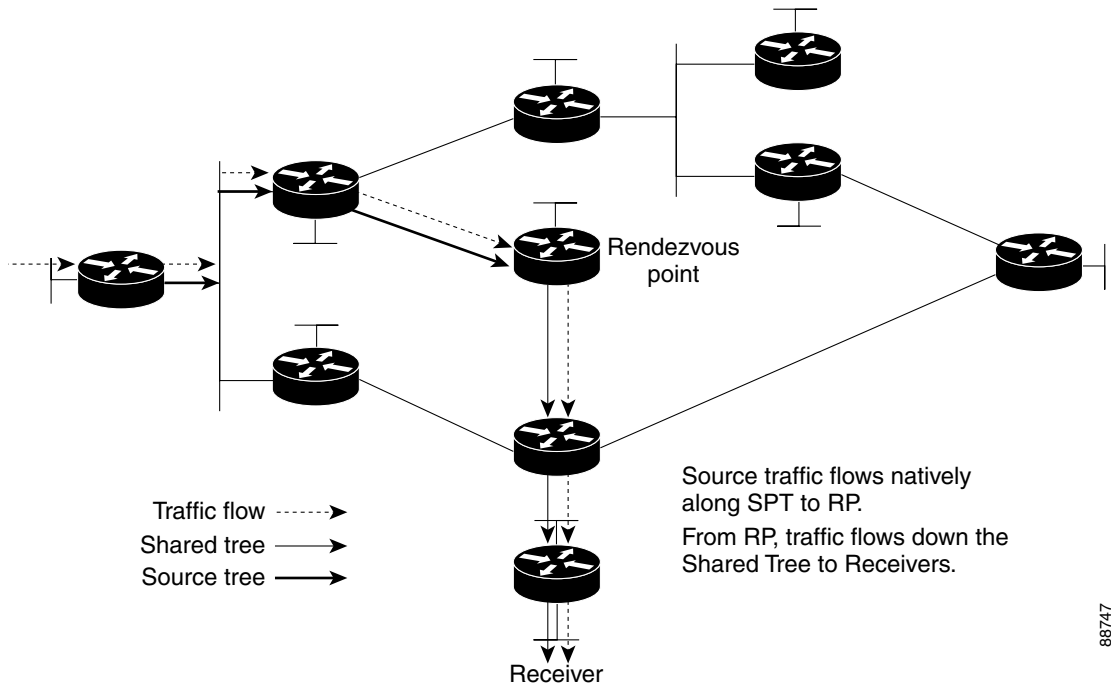 Rendezvous
point
Traffic flow
Shared tree
Source tree
Source traffic flows natively
along SPT to RP.
From RP, traffic flows down the
Shared Tree to Receivers.
Receiver
88747